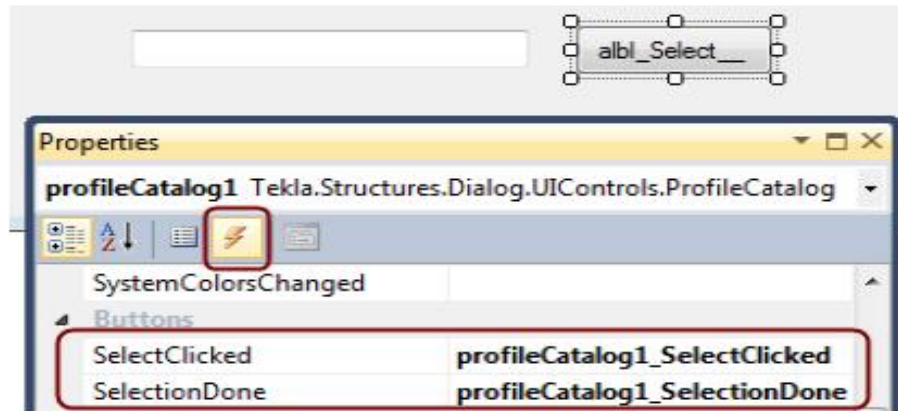 albl_Select__
Properties
profileCatalog1 Tekla.Structures.Dialog.UIControls.ProfileCatalog
SystemColorsChanged
Buttons
SelectClicked profileCatalog1_SelectClicked
SelectionDone profileCatalog1_SelectionDone